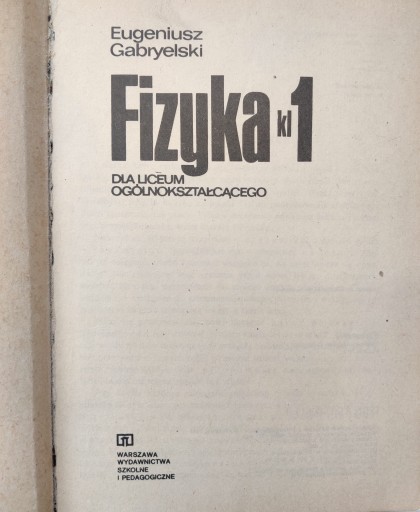 Eugeniusz
Gabryelski
Fizyka kl 1
DLA LICEUM
OGÓLNOKSZTAŁCĄCEGO
WARSZAWA
WYDAWNICTWA
SZKOLNE
I PEDAGOGICZNE